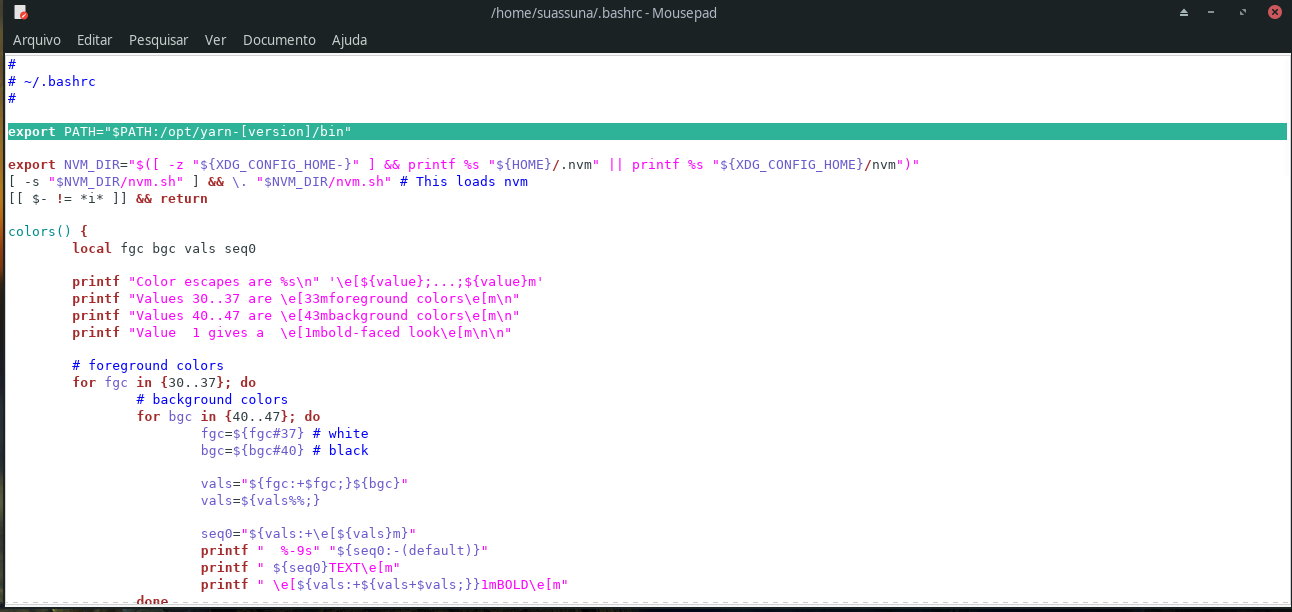 /home/suassuna/.bashrc - Mousepad
Arquivo Editar Pesquisar Ver Documento Ajuda
#
# ~/.bashrc
#
export PATH="$PATH:/opt/yarn-[version]/bin"
export NVM_DIR="$([ -z "${XDG_CONFIG_HOME-}" ] && printf %s "${HOME}/.nvm" || printf %s "${XDG_CONFIG_HOME}/nvm")"
[ -s "$NVM_DIR/nvm.sh" ] && \. "$NVM_DIR/nvm.sh" # This loads nvm
[[ $- != *i* ]] && return
colors() {
local fgc bgc vals seq0
printf "Color escapes are %s\n" '\e[${value};...;${value}m'
printf "Values 30..37 are \e[33mforeground colors\e[m\n"
printf "Values 40..47 are \e[43mbackground colors\e[m\n"
printf "Value  1 gives a  \e[1mbold-faced look\e[m\n\n"
# foreground colors
for fgc in {30..37}; do
# background colors
for bgc in {40..47}; do
fgc=${fgc#37} # white
bgc=${bgc#40} # black
vals="${fgc:+$fgc;}${bgc}"
vals=${vals%%;}
seq0="${vals:+\e[${vals}m}"
printf "  %-9s" "${seq0:-(default)}"
printf " ${seq0}TEXT\e[m"
printf " \e[${vals:+${vals+$vals;}}1mBOLD\e[m"
done